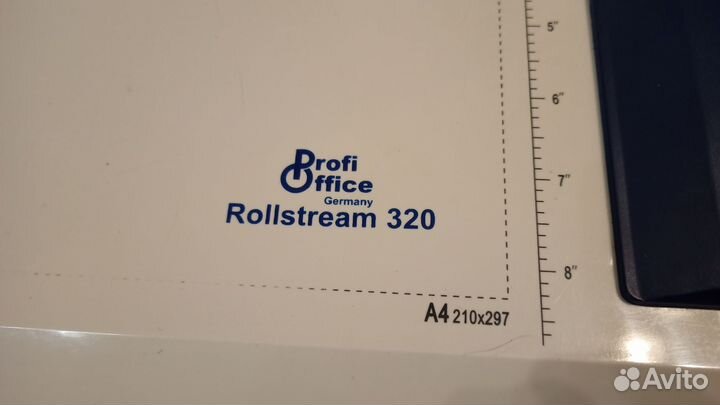 5"
6"
7"
8"
Profi
Office
Germany
Rollstream 320
A4 210x297
Avito